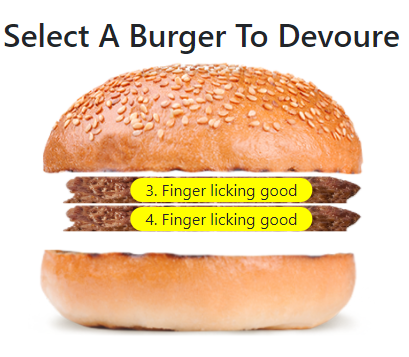 Select A Burger To Devoure
3. Finger licking good
4. Finger licking good